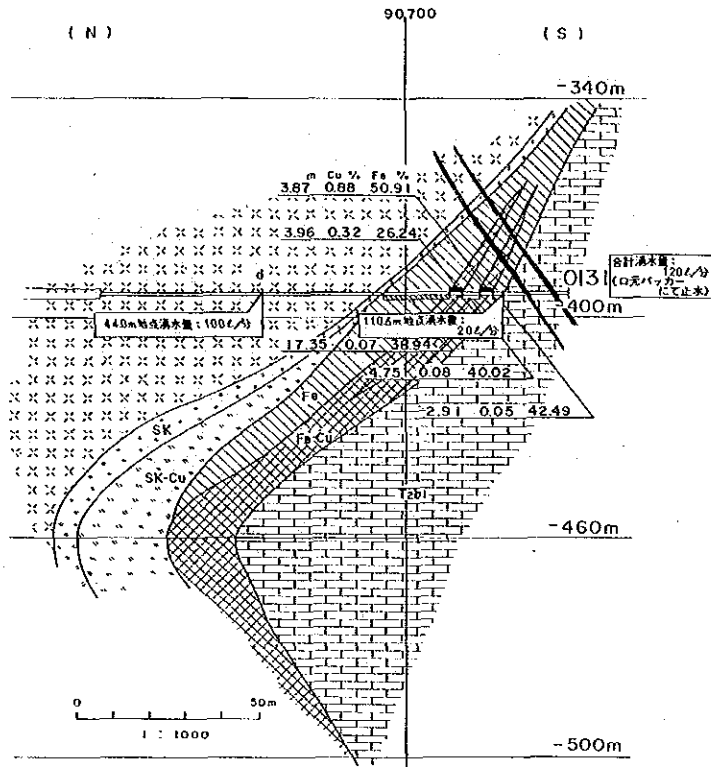 90,700
( N )
( S )
-340m
m Cu % Fe %
3.87 0.88 50.91
3.96 0.32 26.24
d
0131
合計湧水量:
120ℓ/分
(口元パッカー
にて止水)
-400m
44.0m地点湧水量:100ℓ/分
110.6m地点湧水量:
20ℓ/分
17.35 0.07 38.94
4.75 0.08 40.02
2.91 0.05 42.49
Fe
SK
Fe-Cu
SK-Cu
T2b1
-460m
0 50m
1 : 1000
-500m